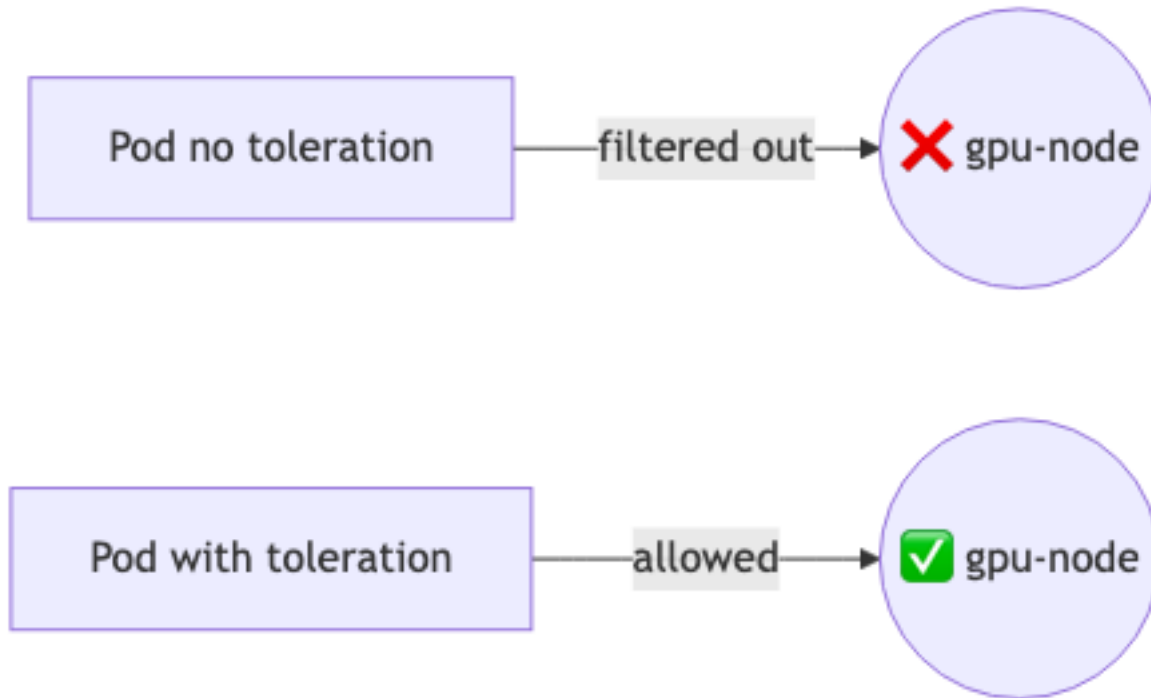 Pod no toleration
filtered out
❌ gpu-node
Pod with toleration
allowed
✅ gpu-node